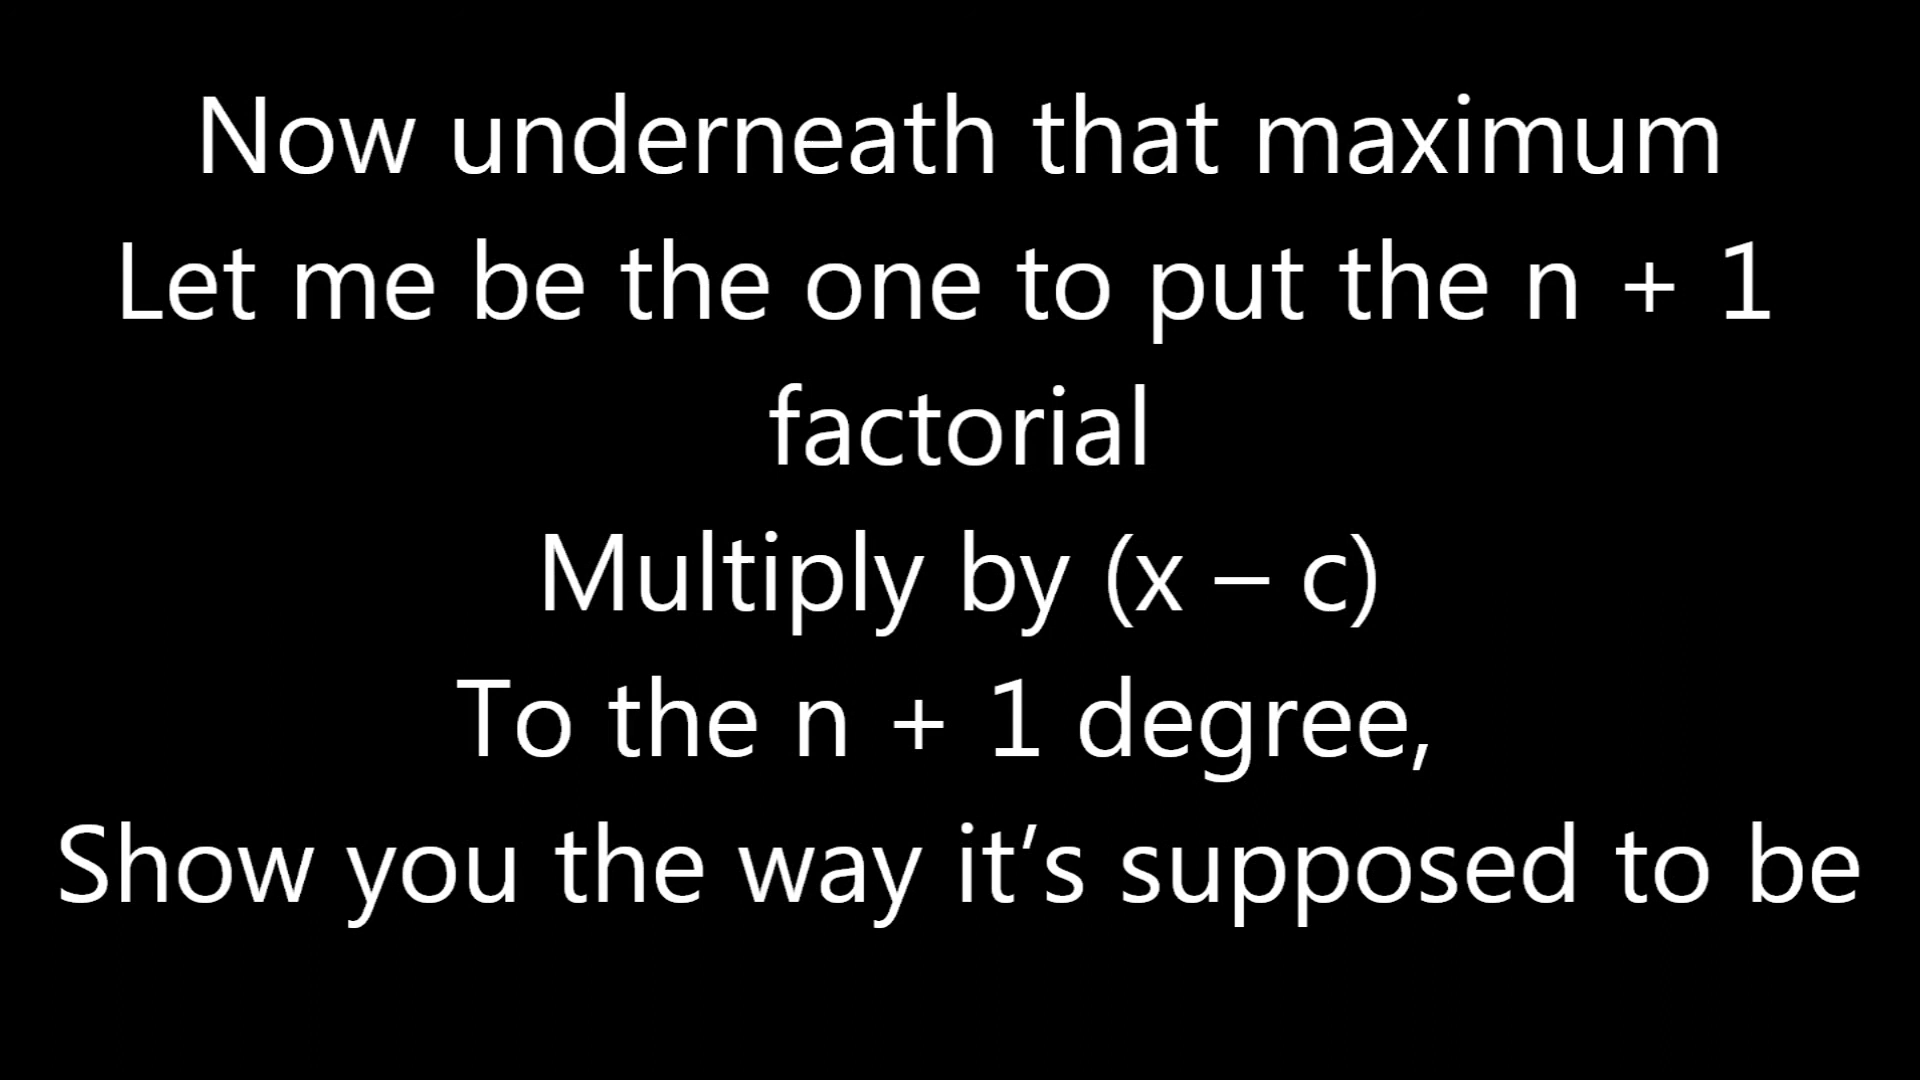 Now underneath that maximum
Let me be the one to put the n + 1
factorial
Multiply by (x – c)
To the n + 1 degree,
Show you the way it’s supposed to be